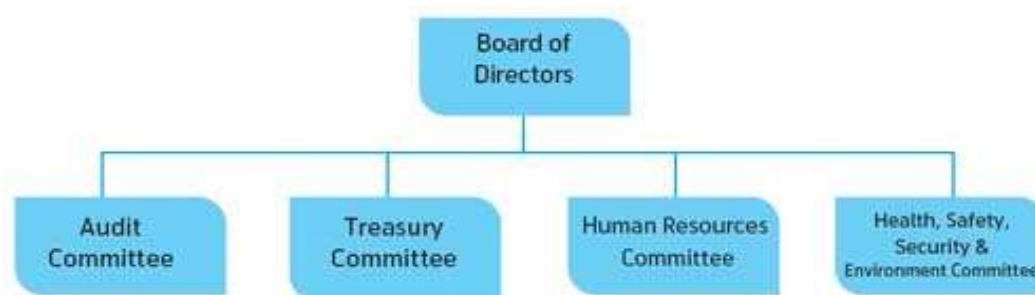 Board of
Directors
Audit
Committee
Treasury
Committee
Human Resources
Committee
Health, Safety,
Security &
Environment Committee